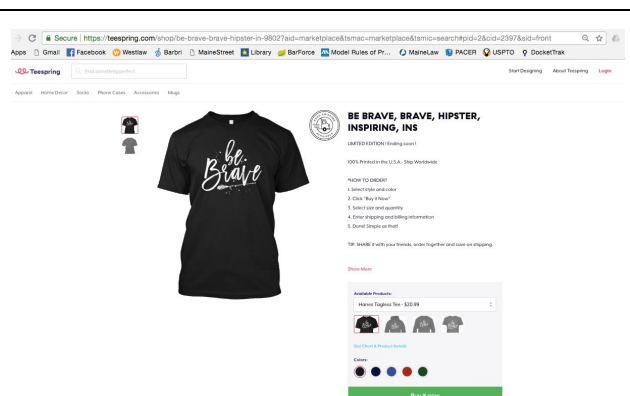 Secure | https://teespring.com/shop/be-brave-brave-hipster-in-9802?aid=marketplace&tsmac=marketplace&tsmic=search#pid=2&cid=2397&sid=front
Apps Gmail Facebook Westlaw Barbri MaineStreet Library BarForce Model Rules of Pr... MaineLaw PACER USPTO DocketTrak
Teespring Find something perfect Start Designing About Teespring Login
Apparel Home Decor Socks Phone Cases Accessories Mugs
be
Brave
BE BRAVE, BRAVE, HIPSTER,
INSPIRING, INS
LIMITED EDITION ! Ending soon !
100% Printed in the U.S.A - Ship Worldwide
*HOW TO ORDER?
1. Select style and color
2. Click "Buy it Now"
3. Select size and quantity
4. Enter shipping and billing information
5. Done! Simple as that!
TIP: SHARE it with your friends, order together and save on shipping.
Show More
Available Products:
Hanes Tagless Tee - $20.99
Size Chart & Product Details
Colors:
Buy it now